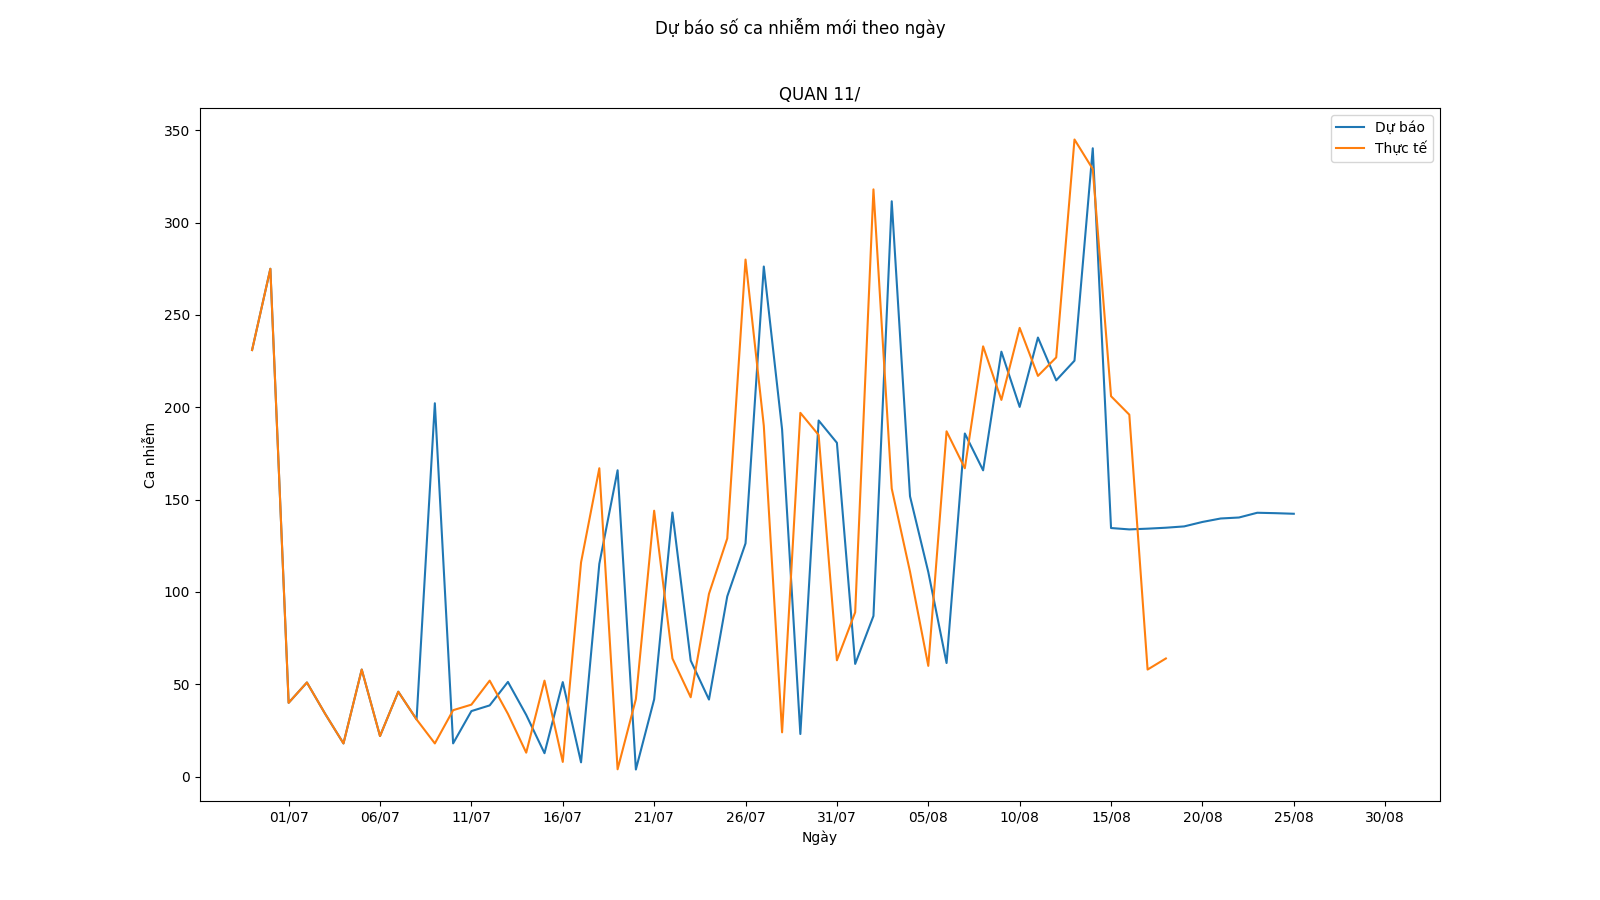 Dự báo số ca nhiễm mới theo ngày
QUAN 11/
Dự báo
Thực tế
350
300
250
200
150
100
50
0
Ca nhiễm
01/07 06/07 11/07 16/07 21/07 26/07 31/07 05/08 10/08 15/08 20/08 25/08 30/08
Ngày